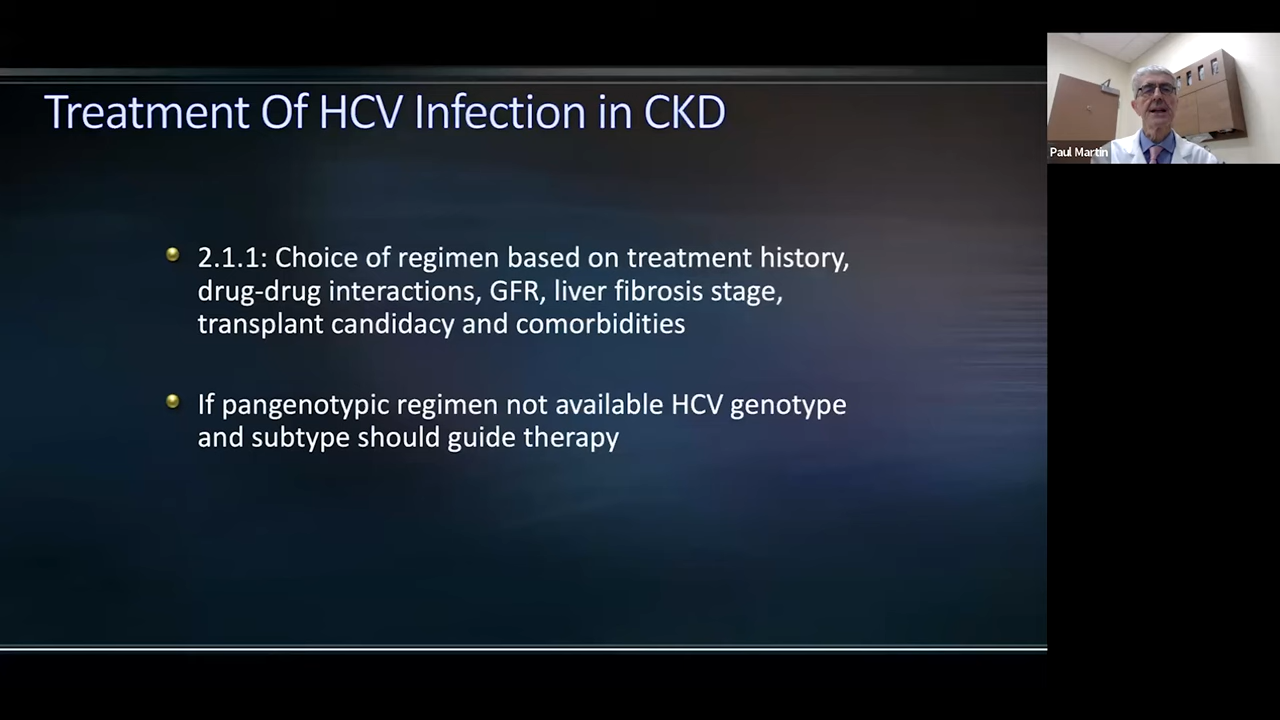 Treatment Of HCV Infection in CKD
2.1.1: Choice of regimen based on treatment history,
drug-drug interactions, GFR, liver fibrosis stage,
transplant candidacy and comorbidities
If pangenotypic regimen not available HCV genotype
and subtype should guide therapy
Paul Martin